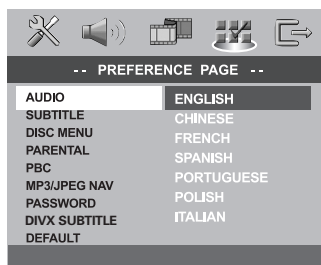 -- PREFERENCE PAGE --
AUDIO
SUBTITLE
DISC MENU
PARENTAL
PBC
MP3/JPEG NAV
PASSWORD
DIVX SUBTITLE
DEFAULT
ENGLISH
CHINESE
FRENCH
SPANISH
PORTUGUESE
POLISH
ITALIAN